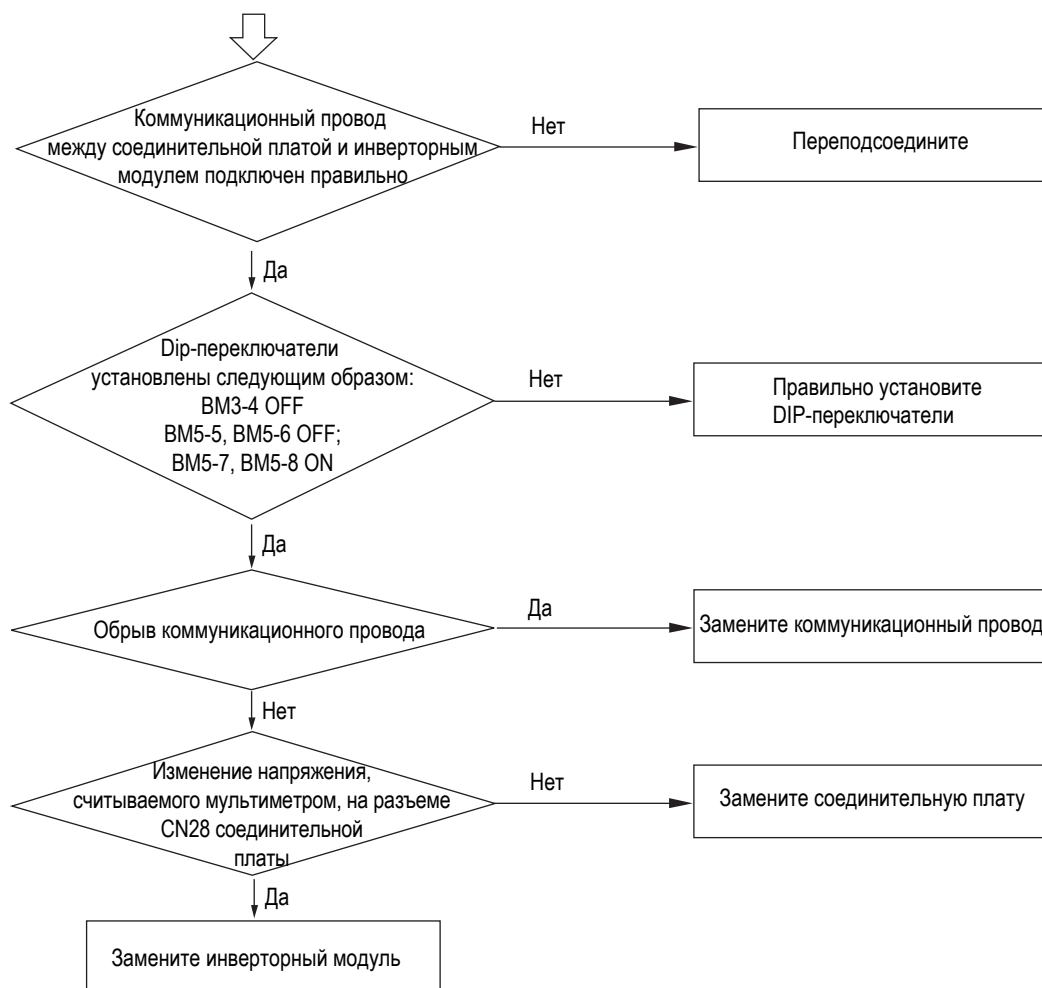 Коммуникационный провод
между соединительной платой и инверторным
модулем подключен правильно
Нет
Переподсоедините
Да
Dip-переключатели
установлены следующим образом:
BM3-4 OFF
BM5-5, BM5-6 OFF;
BM5-7, BM5-8 ON
Нет
Правильно установите
DIP-переключатели
Да
Обрыв коммуникационного провода
Да
Замените коммуникационный провод
Нет
Изменение напряжения,
считываемого мультиметром, на разъеме
CN28 соединительной
платы
Нет
Замените соединительную плату
Да
Замените инверторный модуль